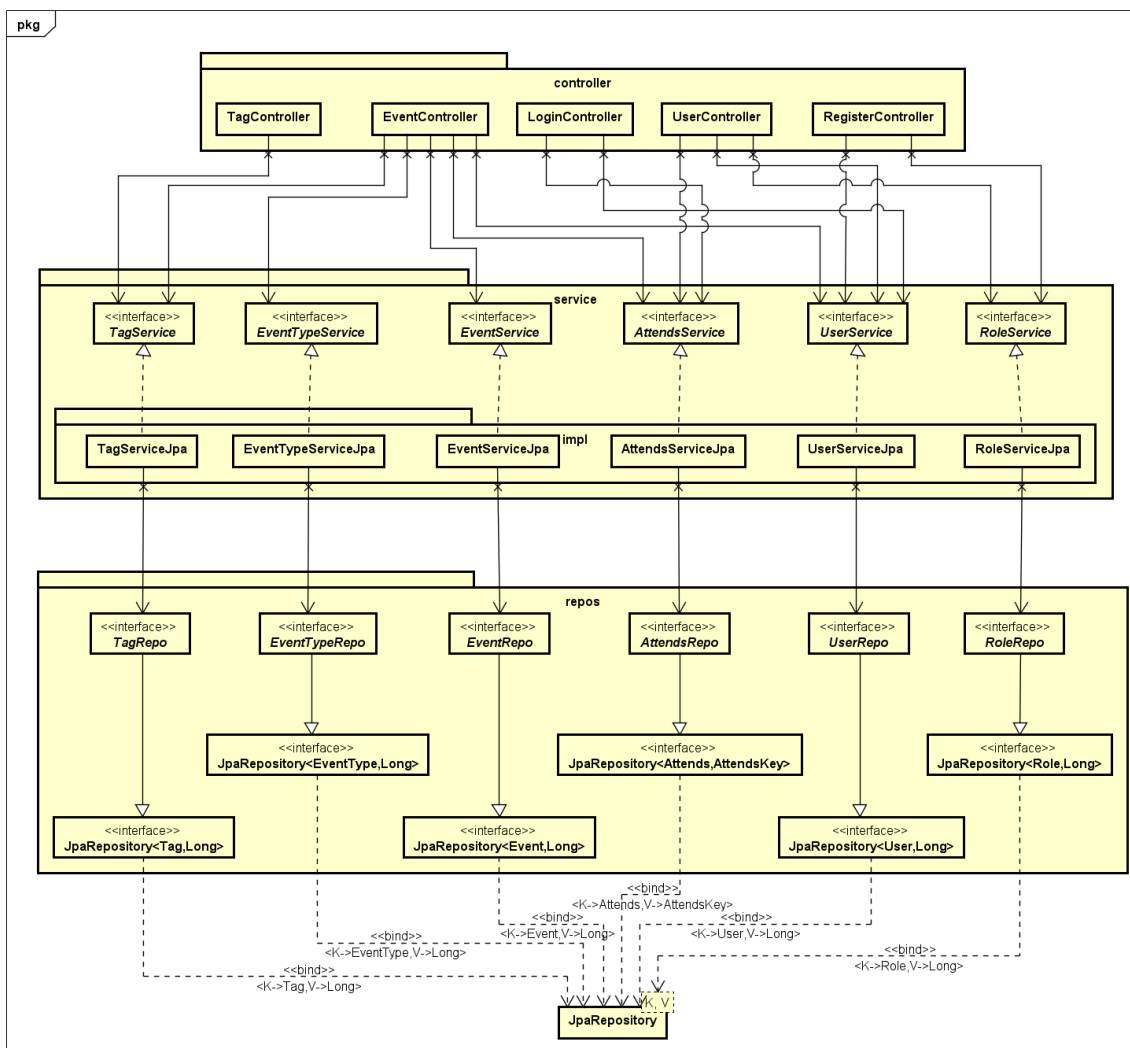 pkg
controller
TagController
EventController
LoginController
UserController
RegisterController
service
<<interface>>
TagService
<<interface>>
EventTypeService
<<interface>>
EventService
<<interface>>
AttendsService
<<interface>>
UserService
<<interface>>
RoleService
impl
TagServiceJpa
EventTypeServiceJpa
EventServiceJpa
AttendsServiceJpa
UserServiceJpa
RoleServiceJpa
repos
<<interface>>
TagRepo
<<interface>>
EventTypeRepo
<<interface>>
EventRepo
<<interface>>
AttendsRepo
<<interface>>
UserRepo
<<interface>>
RoleRepo
<<interface>>
JpaRepository<EventType,Long>
<<interface>>
JpaRepository<Attends,AttendsKey>
<<interface>>
JpaRepository<Role,Long>
<<interface>>
JpaRepository<Tag,Long>
<<interface>>
JpaRepository<Event,Long>
<<interface>>
JpaRepository<User,Long>
<<bind>>
<K->Attends,V->AttendsKey>
<<bind>>
<K->Event,V->Long>
<<bind>>
<K->User,V->Long>
<<bind>>
<K->EventType,V->Long>
<<bind>>
<K->Role,V->Long>
<<bind>>
<K->Tag,V->Long>
K, V
JpaRepository